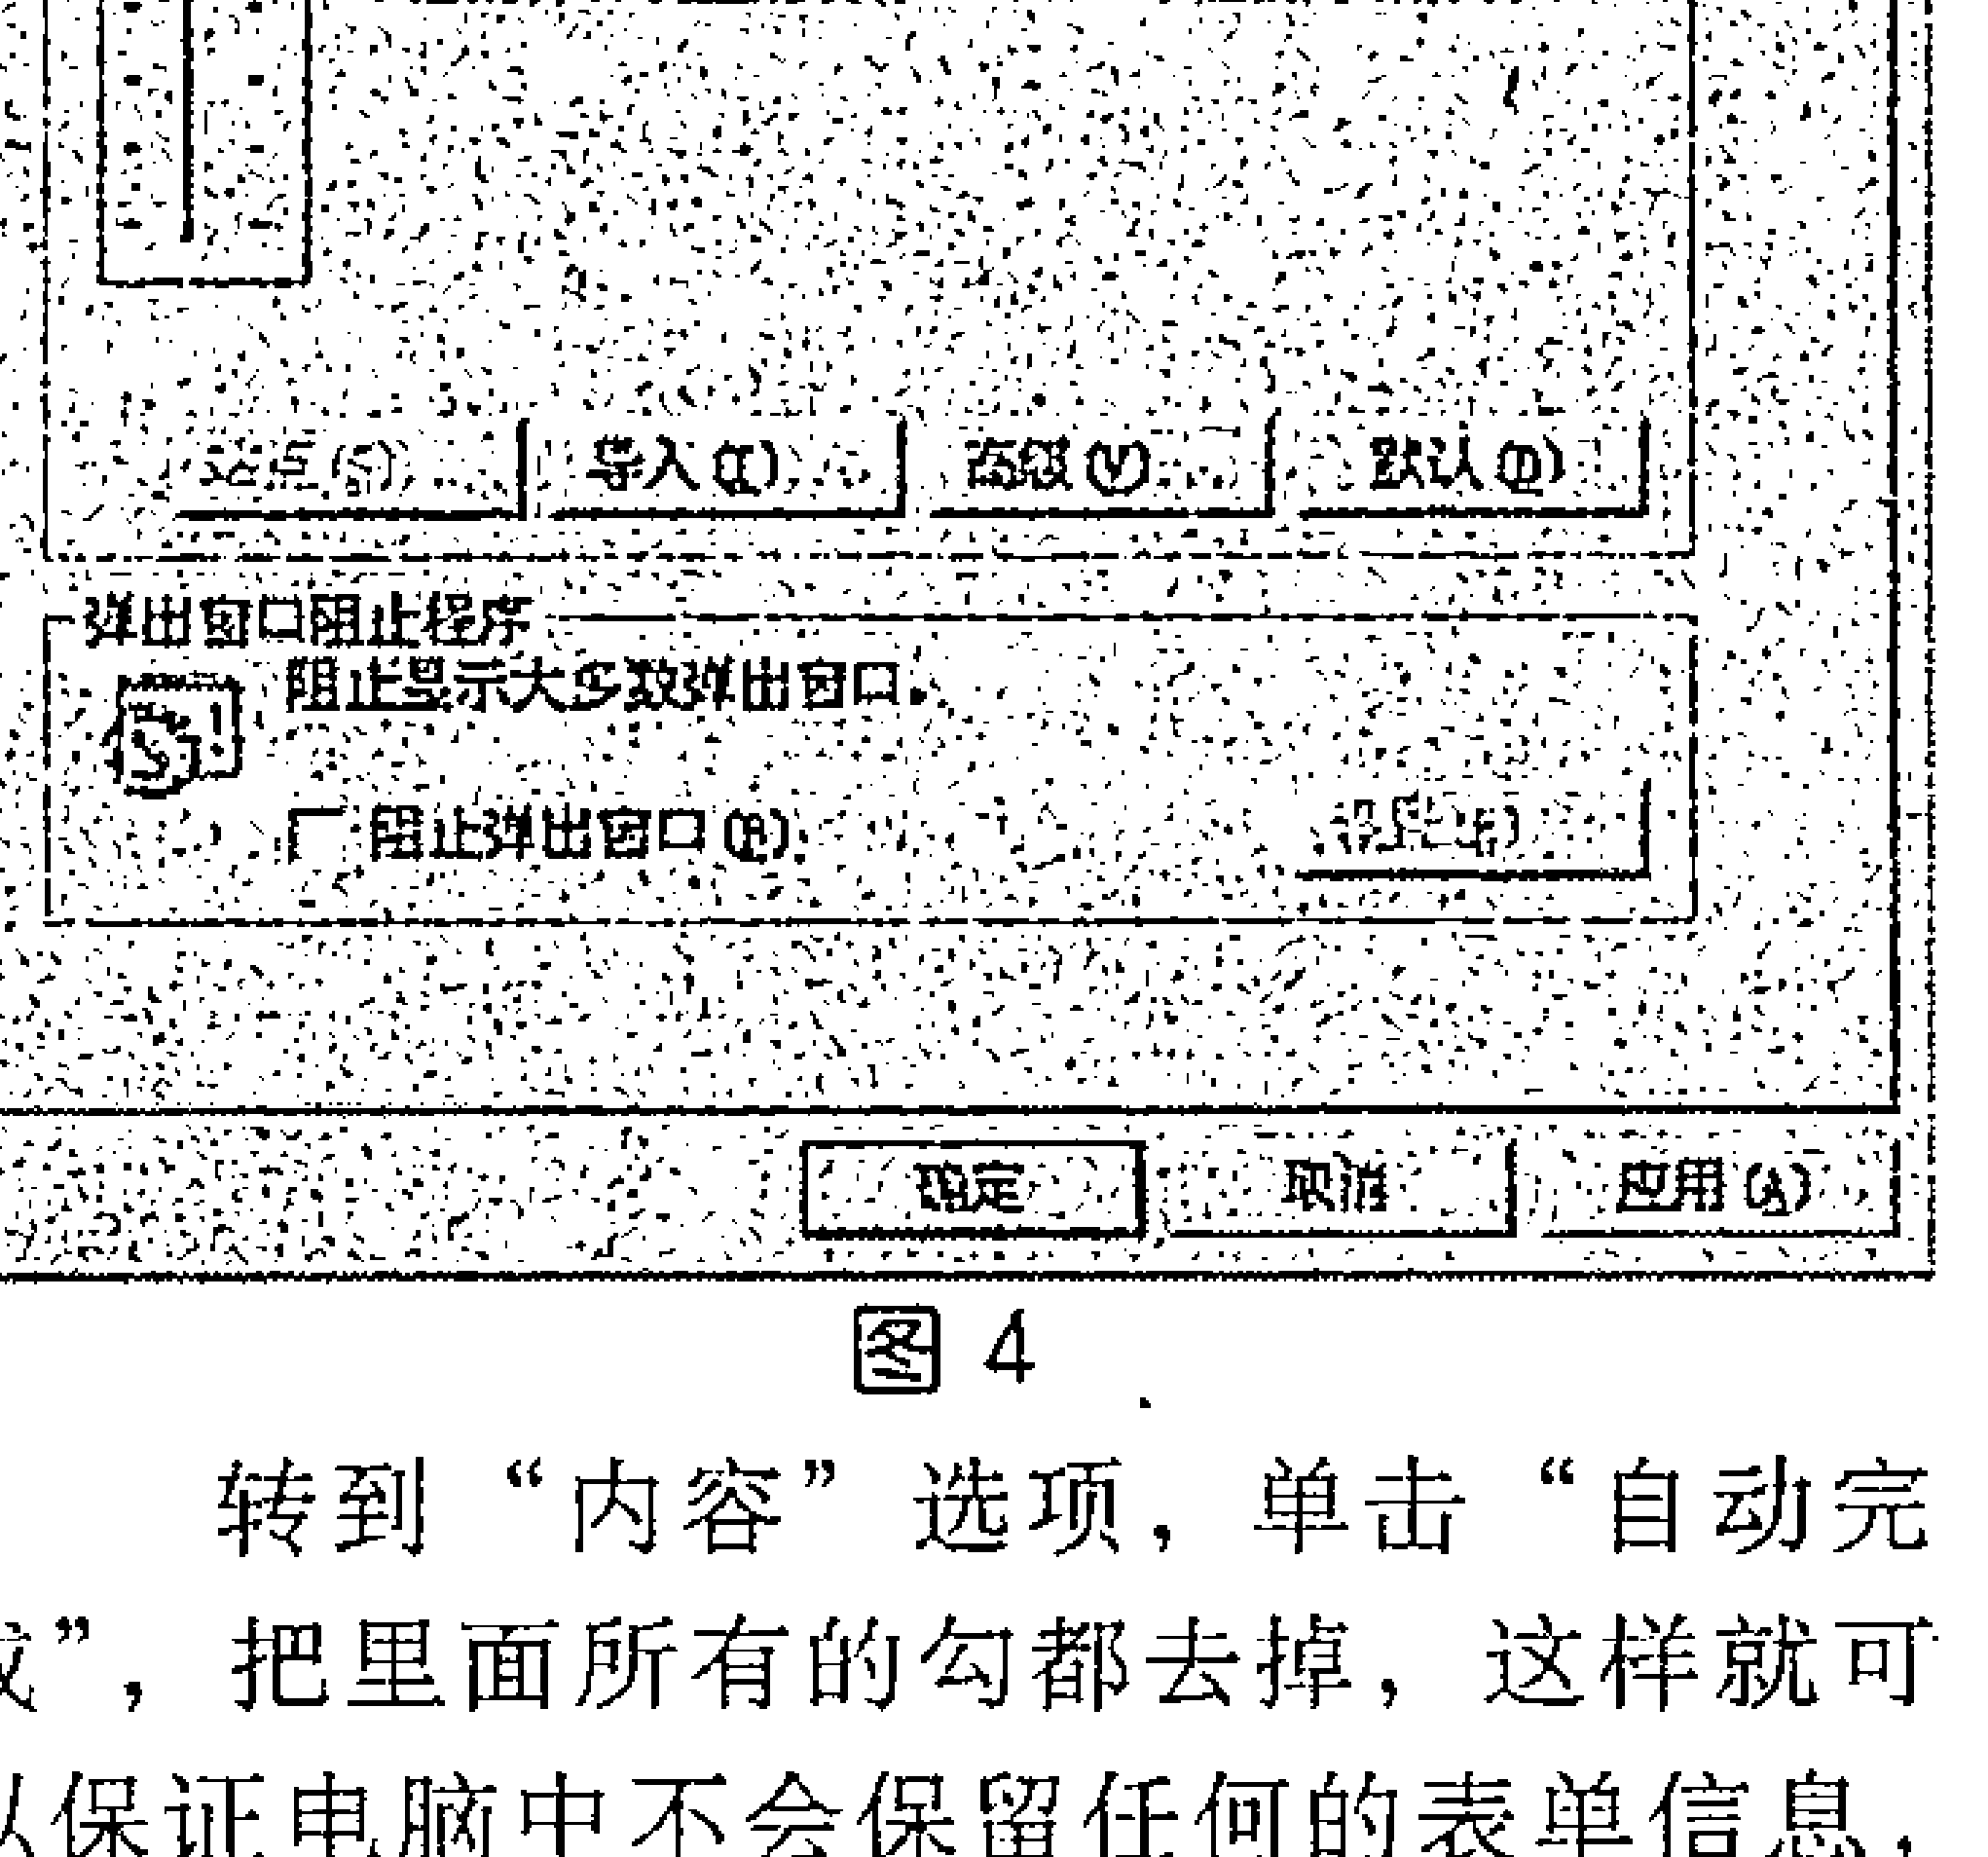 站点(S) 导入(I) 高级(V) 默认(D)
弹出窗口阻止程序
阻止显示大多数弹出窗口。
阻止弹出窗口(B) 设置(E)
确定 取消 应用(A)
图 4
转到“内容”选项，单击“自动完
成”，把里面所有的勾都去掉，这样就可
以保证电脑中不会保留任何的表单信息，